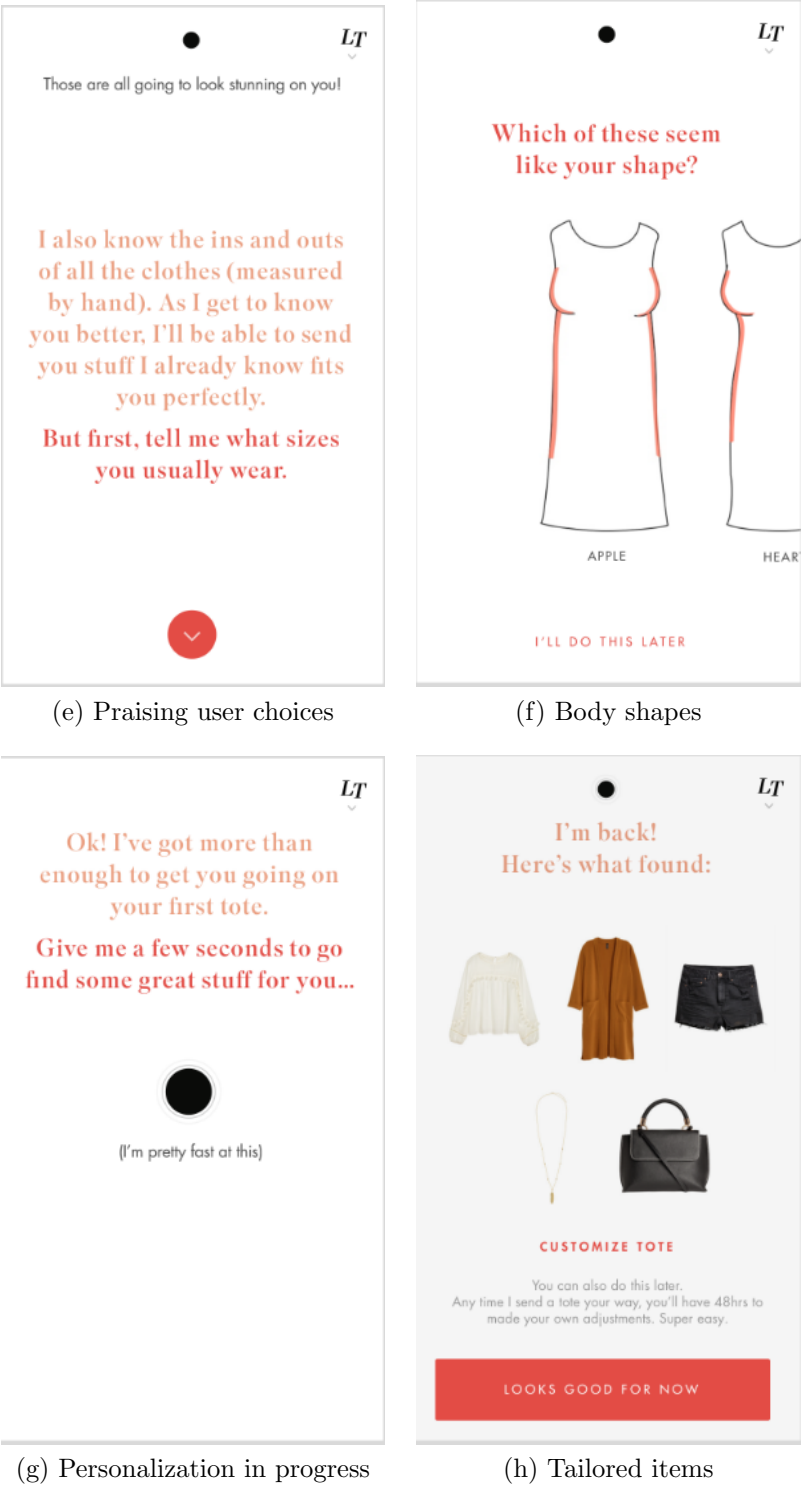 LT
Those are all going to look stunning on you!
I also know the ins and outs
of all the clothes (measured
by hand). As I get to know
you better, I'll be able to send
you stuff I already know fits
you perfectly.
But first, tell me what sizes
you usually wear.
(e) Praising user choices
LT
Which of these seem
like your shape?
APPLE
HEAR
I'LL DO THIS LATER
(f) Body shapes
LT
Ok! I've got more than
enough to get you going on
your first tote.
Give me a few seconds to go
find some great stuff for you...
(I'm pretty fast at this)
(g) Personalization in progress
LT
I'm back!
Here's what found:
CUSTOMIZE TOTE
You can also do this later.
Any time I send a tote your way, you'll have 48hrs to
made your own adjustments. Super easy.
LOOKS GOOD FOR NOW
(h) Tailored items